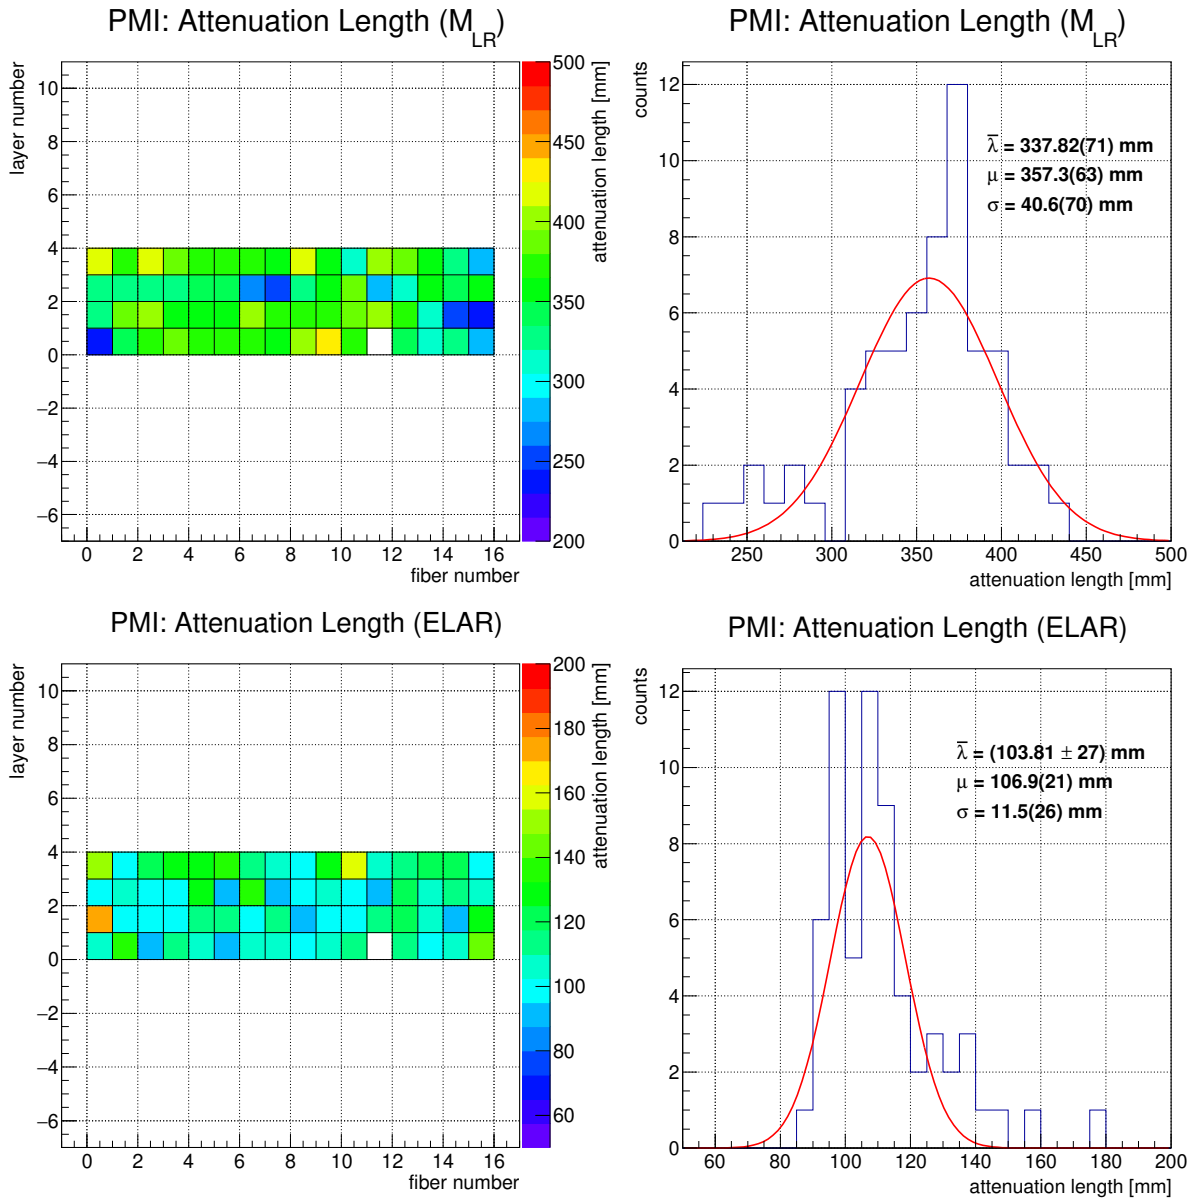 PMI: Attenuation Length (M_LR)
layer number
10
8
6
4
2
0
−2
−4
−6
0 2 4 6 8 10 12 14 16
fiber number
500
450
400
350
300
250
200
attenuation length [mm]
PMI: Attenuation Length (M_LR)
counts
12
10
8
6
4
2
0
250 300 350 400 450 500
attenuation length [mm]
λ̅ = 337.82(71) mm
μ = 357.3(63) mm
σ = 40.6(70) mm
PMI: Attenuation Length (ELAR)
layer number
10
8
6
4
2
0
−2
−4
−6
0 2 4 6 8 10 12 14 16
fiber number
200
180
160
140
120
100
80
60
attenuation length [mm]
PMI: Attenuation Length (ELAR)
counts
12
10
8
6
4
2
0
60 80 100 120 140 160 180 200
attenuation length [mm]
λ̅ = (103.81 ± 27) mm
μ = 106.9(21) mm
σ = 11.5(26) mm